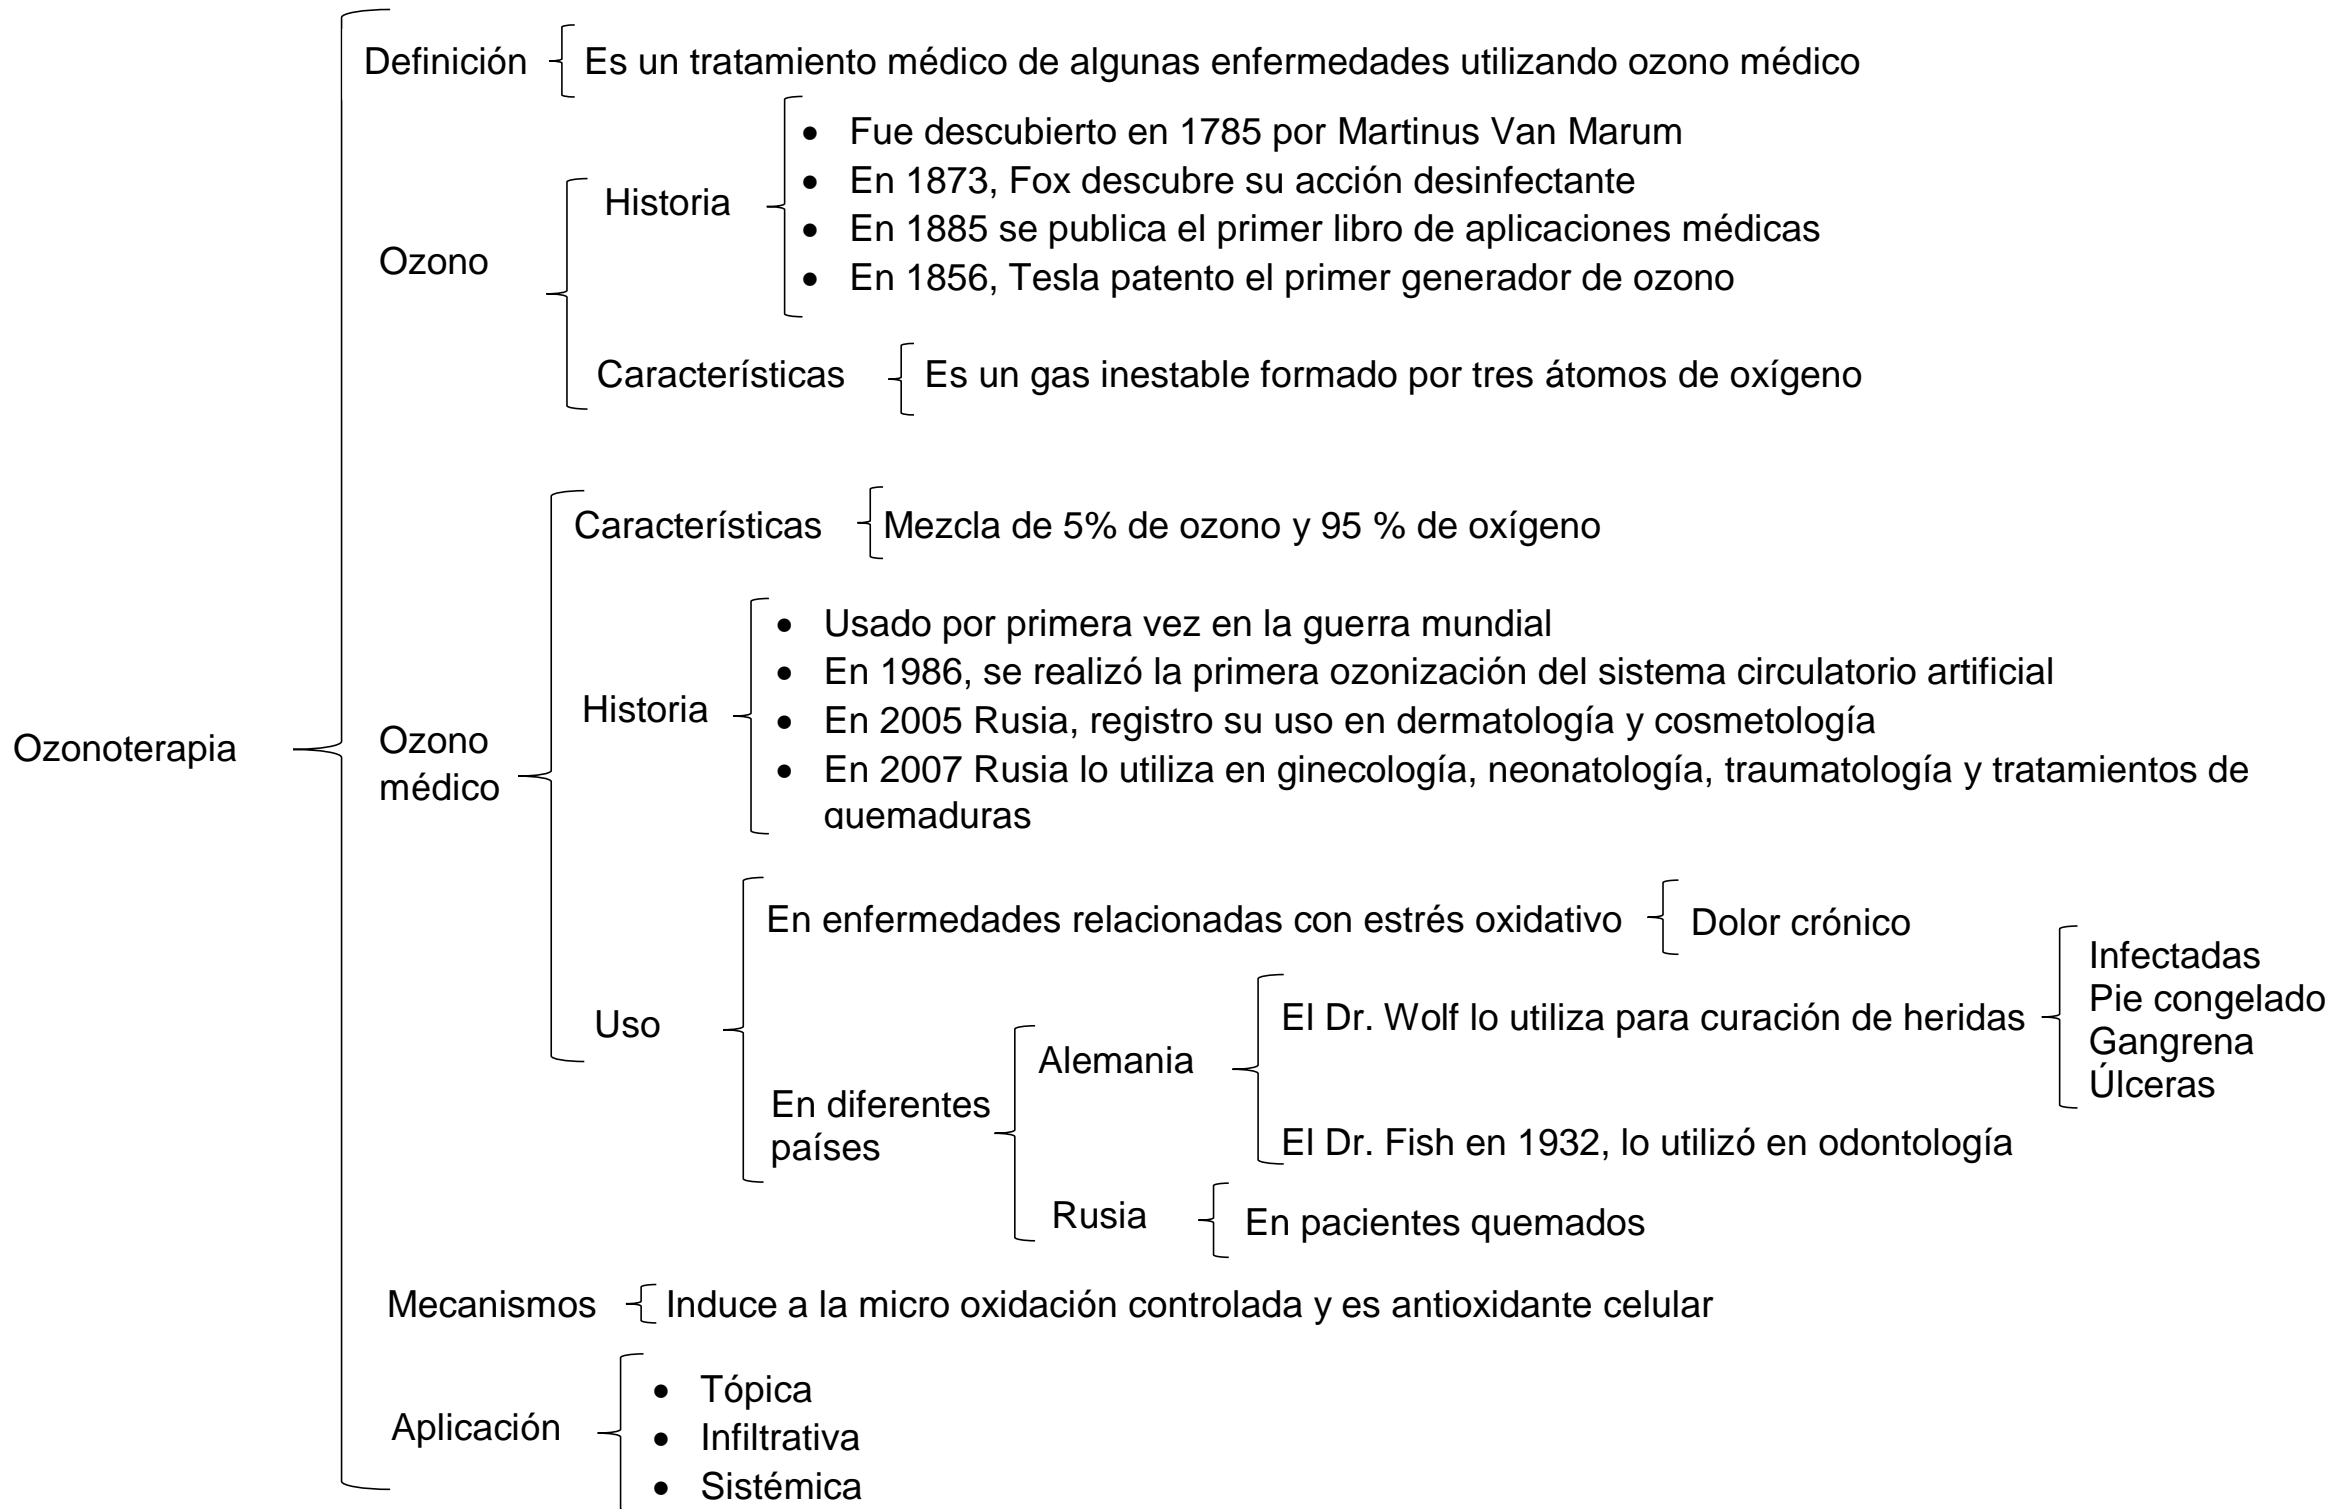 Ozonoterapia
Definición
Es un tratamiento médico de algunas enfermedades utilizando ozono médico
Ozono
Historia
• Fue descubierto en 1785 por Martinus Van Marum
• En 1873, Fox descubre su acción desinfectante
• En 1885 se publica el primer libro de aplicaciones médicas
• En 1856, Tesla patento el primer generador de ozono
Características
Es un gas inestable formado por tres átomos de oxígeno
Ozono
médico
Características
Mezcla de 5% de ozono y 95 % de oxígeno
Historia
• Usado por primera vez en la guerra mundial
• En 1986, se realizó la primera ozonización del sistema circulatorio artificial
• En 2005 Rusia, registro su uso en dermatología y cosmetología
• En 2007 Rusia lo utiliza en ginecología, neonatología, traumatología y tratamientos de
quemaduras
Uso
En enfermedades relacionadas con estrés oxidativo
Dolor crónico
En diferentes
países
Alemania
El Dr. Wolf lo utiliza para curación de heridas
Infectadas
Pie congelado
Gangrena
Úlceras
El Dr. Fish en 1932, lo utilizó en odontología
Rusia
En pacientes quemados
Mecanismos
Induce a la micro oxidación controlada y es antioxidante celular
Aplicación
• Tópica
• Infiltrativa
• Sistémica